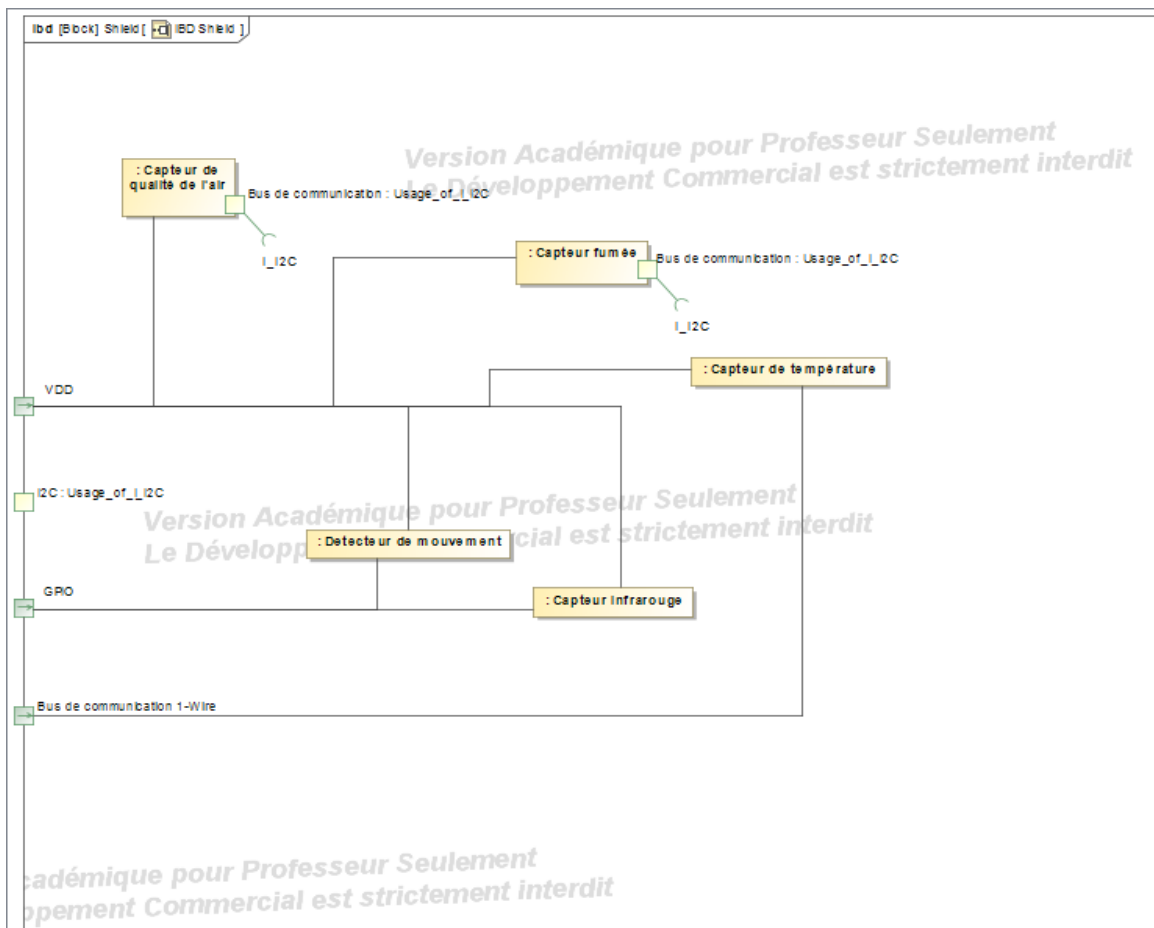 ibd [Block] Shield [ IBD Shield ]
Version Académique pour Professeur Seulement
Le Développement Commercial est strictement interdit
: Capteur de
qualité de l'air
Bus de communication : Usage_of_I_I2C
I_I2C
: Capteur fumée
Bus de communication : Usage_of_I_I2C
I_I2C
: Capteur de température
VDD
I2C : Usage_of_I_I2C
Version Académique pour Professeur Seulement
Le Développ
cial est strictement interdit
: Detecteur de mouvement
GPIO
: Capteur Infrarouge
Bus de communication 1-Wire
cadémique pour Professeur Seulement
ppement Commercial est strictement interdit